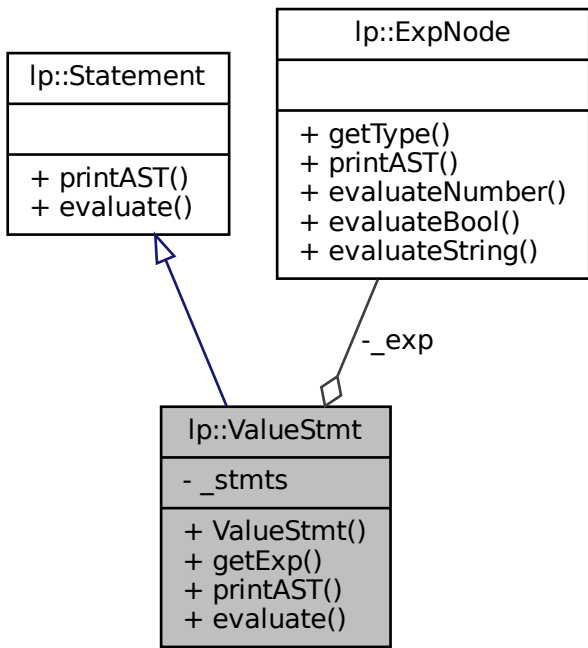 lp::ExpNode
+ getType()
+ printAST()
+ evaluateNumber()
+ evaluateBool()
+ evaluateString()
lp::Statement
+ printAST()
+ evaluate()
-_exp
lp::ValueStmt
- _stmts
+ ValueStmt()
+ getExp()
+ printAST()
+ evaluate()